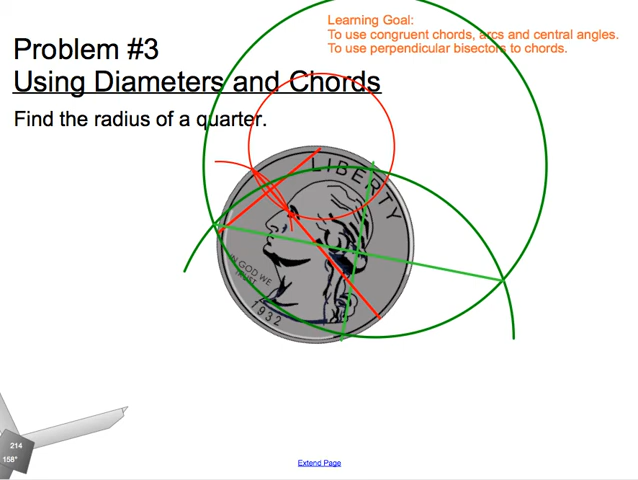 Learning Goal:
To use congruent chords, arcs and central angles.
To use perpendicular bisectors to chords.
Problem #3
Using Diameters and Chords
Find the radius of a quarter.
LIBERTY
IN GOD WE
TRUST
1932
214
158°
Extend Page